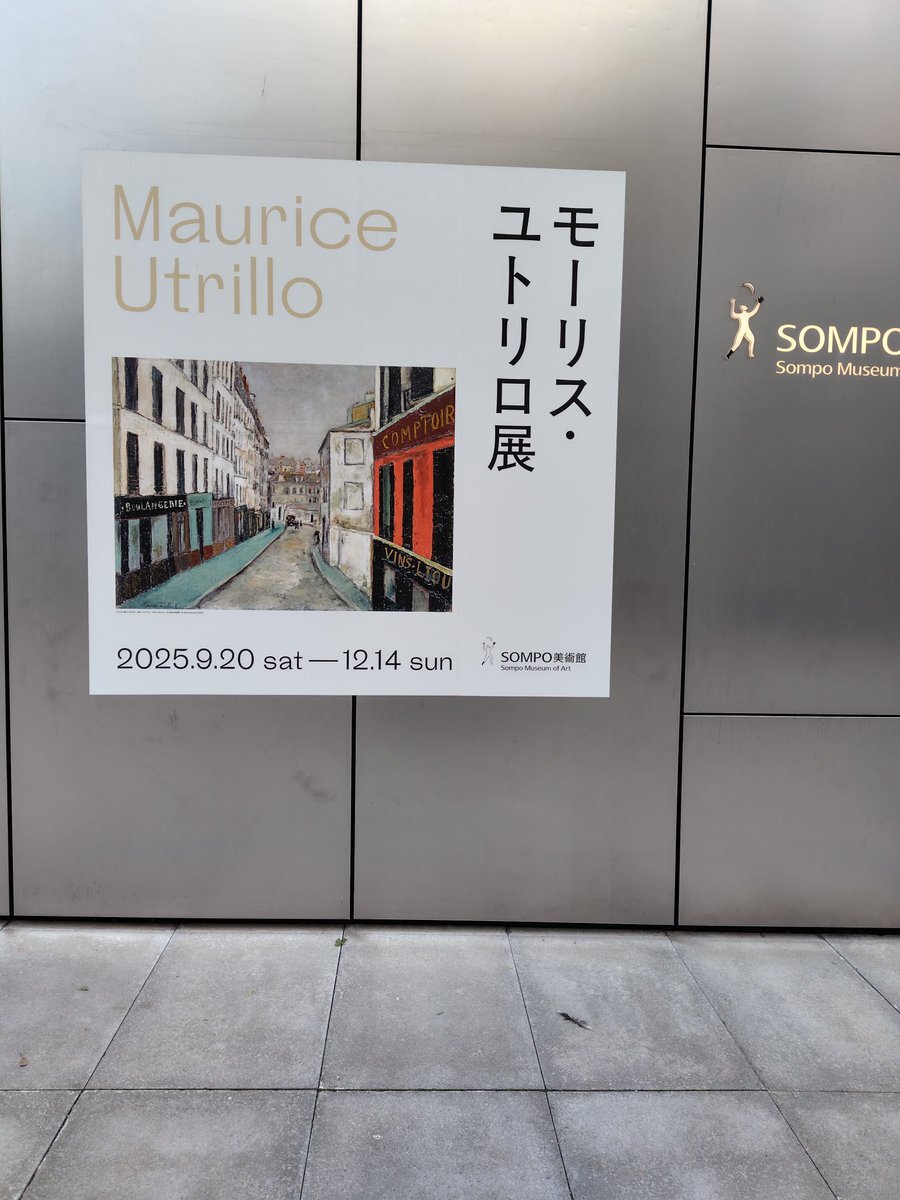 Maurice
Utrillo
モーリス・
ユトリロ展
BOULANGERIE
COMPTOIR
VINS·LIQU
2025.9.20 sat—12.14 sun
SOMPO美術館
Sompo Museum of Art
SOMPO
Sompo Museum